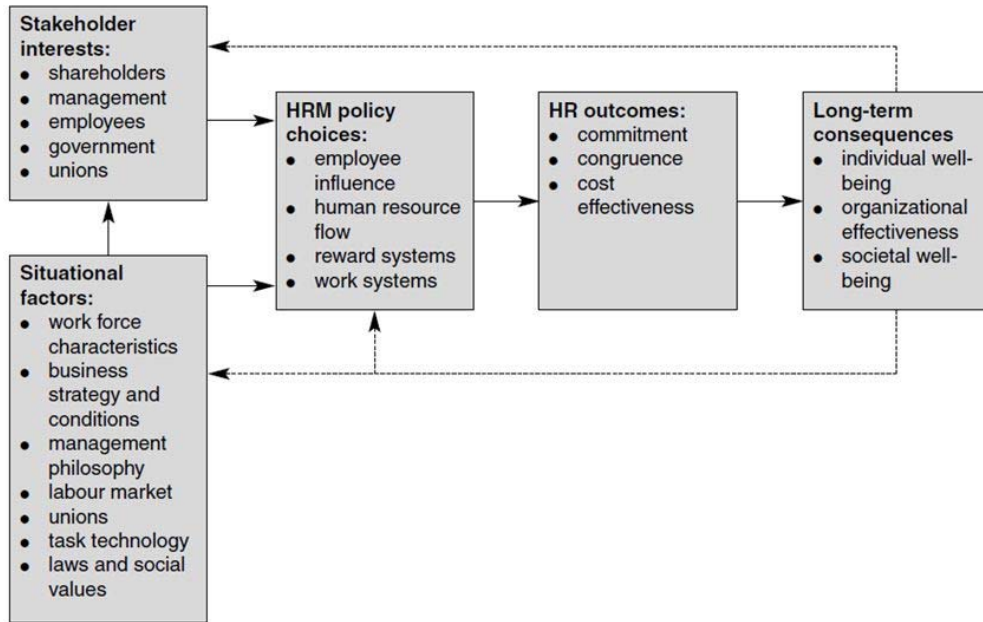 Stakeholder
interests:
● shareholders
● management
● employees
● government
● unions
HRM policy
choices:
● employee
influence
● human resource
flow
● reward systems
● work systems
HR outcomes:
● commitment
● congruence
● cost
effectiveness
Long-term
consequences
● individual well-
being
● organizational
effectiveness
● societal well-
being
Situational
factors:
● work force
characteristics
● business
strategy and
conditions
● management
philosophy
● labour market
● unions
● task technology
● laws and social
values